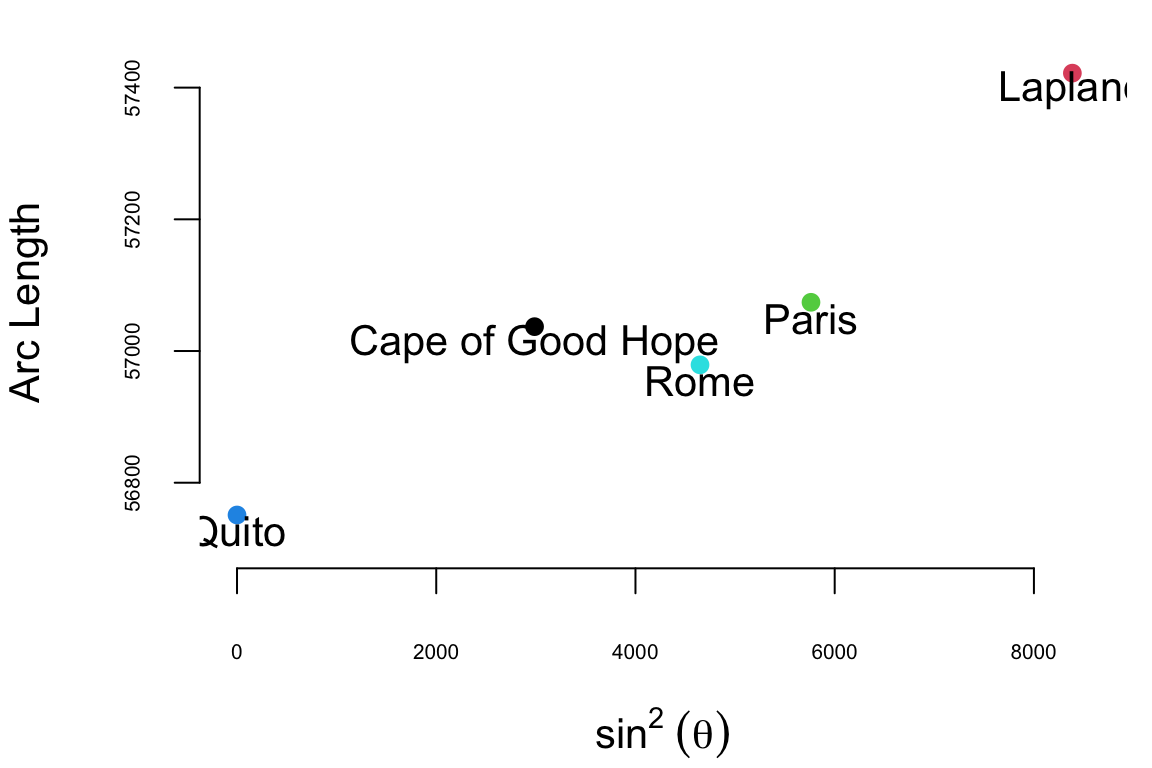 57400
57200
57000
56800
Arc Length
Laplan
Paris
Cape of Good Hope
Rome
Quito
0 2000 4000 6000 8000
sin² (θ)